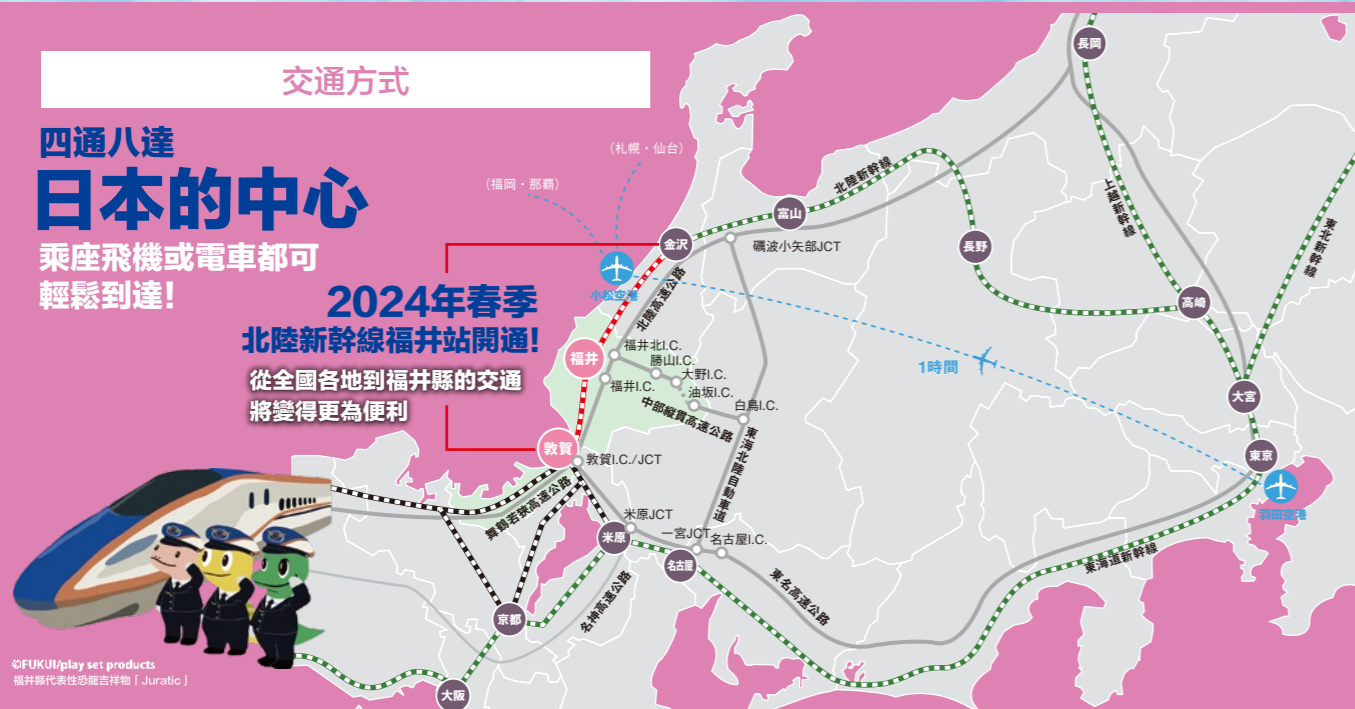 交通方式
四通八達
日本的中心
乘座飛機或電車都可
輕鬆到達!
2024年春季
北陸新幹線福井站開通!
從全國各地到福井縣的交通
將變得更為便利
（札幌・仙台）
（福岡・那覇）
長岡
北陸新幹線
上越新幹線
東北新幹線
富山
金沢
礪波小矢部JCT
長野
小松空港
北陸高速公路
高崎
福井
福井北I.C.
勝山I.C.
大野I.C.
福井I.C.
油坂I.C.
中部縱貫高速公路
白鳥I.C.
1時間
大宮
敦賀
敦賀I.C./JCT
東海北陸自動車道
東京
羽田空港
舞鶴若狹高速公路
米原JCT
米原
一宮JCT
名古屋I.C.
名古屋
東海道新幹線
東名高速公路
名神高速公路
京都
大阪
©FUKUI/play set products
福井縣代表性恐龍吉祥物「Juratic」